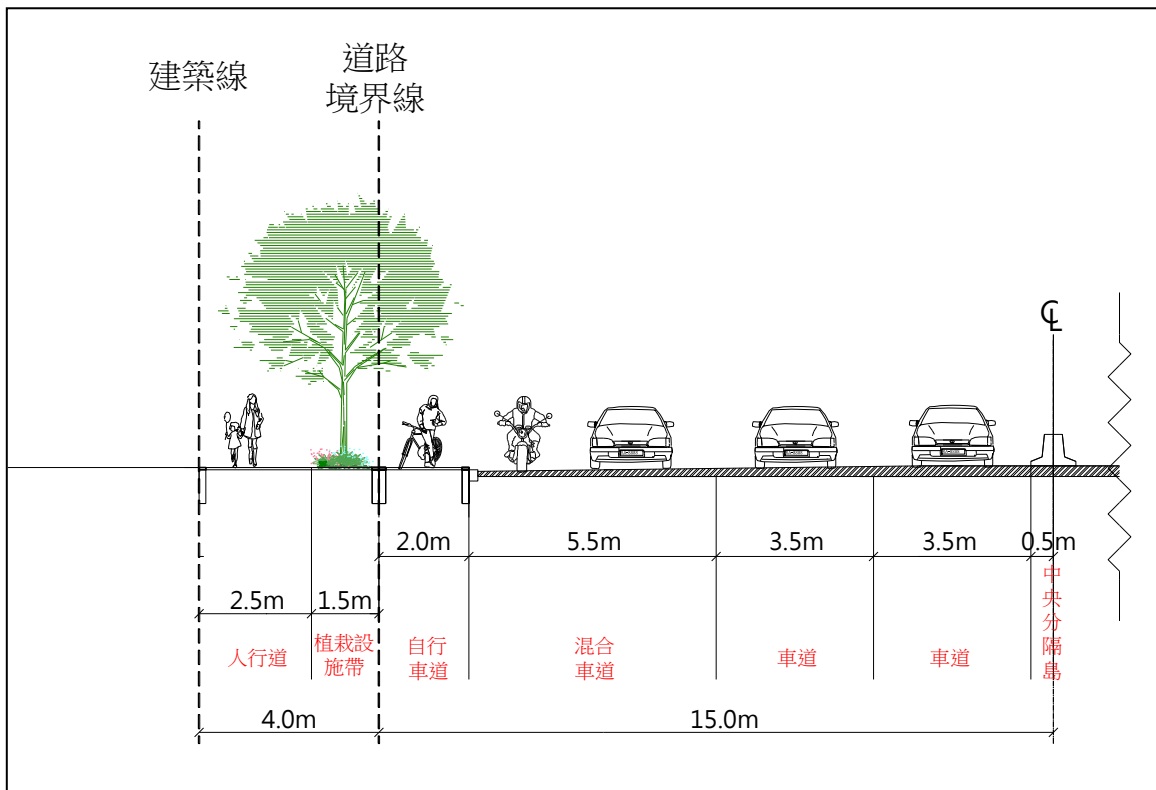 建築線
道路
境界線
℄
2.0m
5.5m
3.5m
3.5m
0.5m
2.5m
1.5m
人行道
植栽設
施帶
自行
車道
混合
車道
車道
車道
中央分隔島
4.0m
15.0m